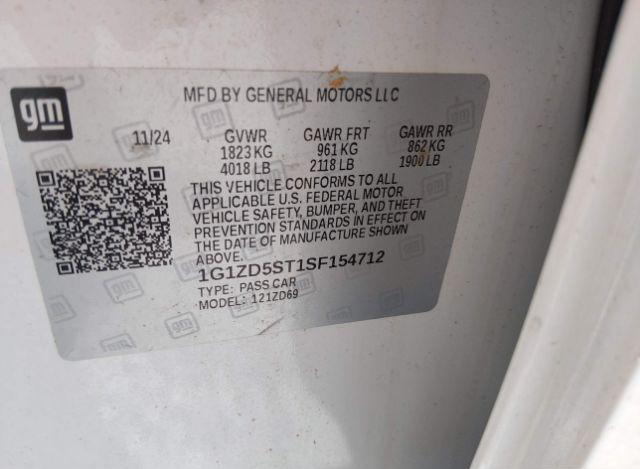 gm
MFD BY GENERAL MOTORS LLC
11/24 GVWR GAWR FRT GAWR RR
1823 KG 961 KG 862 KG
4018 LB 2118 LB 1900 LB
THIS VEHICLE CONFORMS TO ALL
APPLICABLE U.S. FEDERAL MOTOR
VEHICLE SAFETY, BUMPER, AND THEFT
PREVENTION STANDARDS IN EFFECT ON
THE DATE OF MANUFACTURE SHOWN
ABOVE.
1G1ZD5ST1SF154712
TYPE: PASS CAR
MODEL: 121ZD69